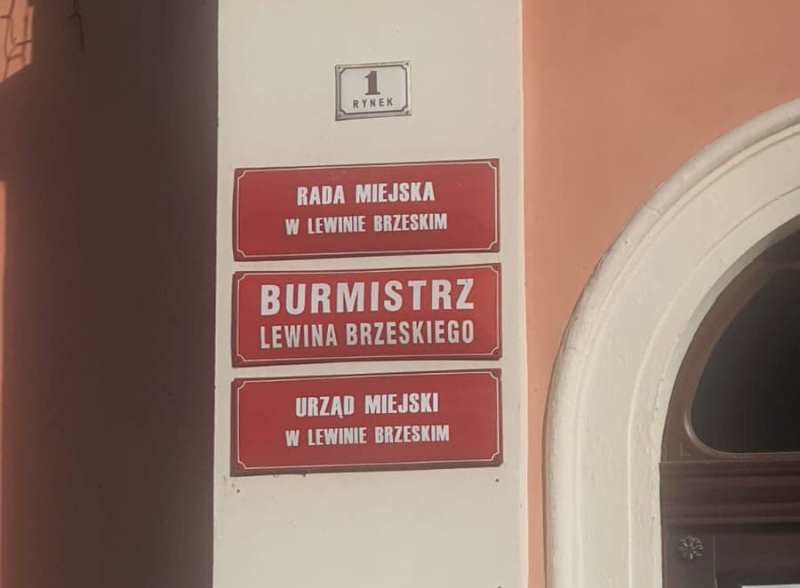 1
RYNEK
RADA MIEJSKA
W LEWINIE BRZESKIM
BURMISTRZ
LEWINA BRZESKIEGO
URZĄD MIEJSKI
W LEWINIE BRZESKIM